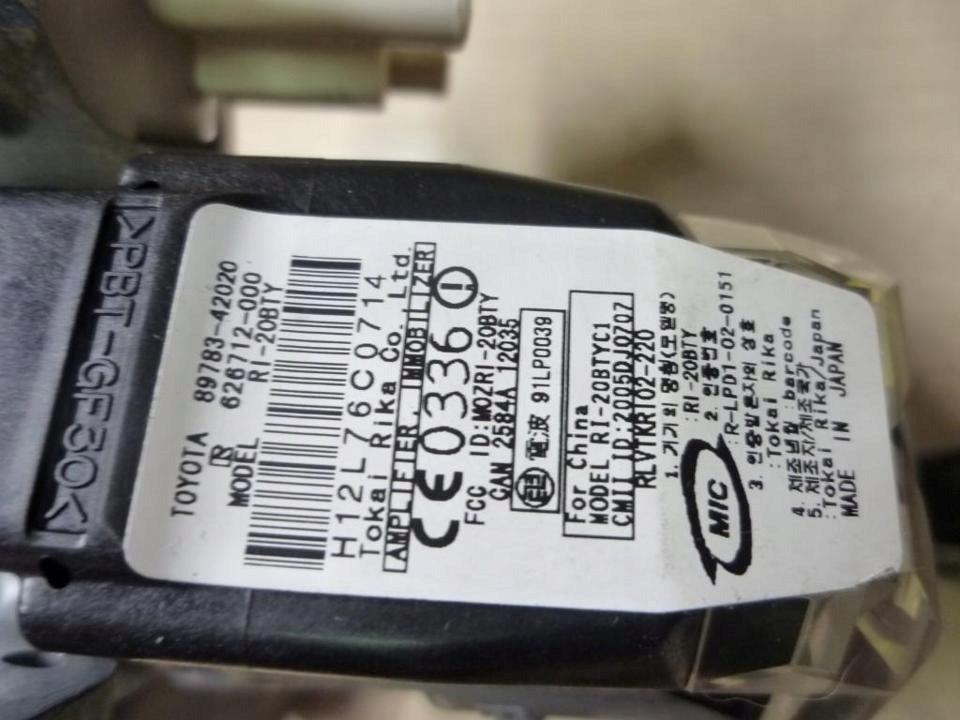 >PBT-GF30<
TOYOTA 89783-42020
R 626712-000
MODEL RI-20BTY
H12L76C0714
Tokai Rika Co. Ltd.
AMPLIFIER, IMMOBILIZER
CE0336
FCC ID:MOZRI-20BTY
CAN 2584A 12035
電波 91LP0039
For China
MODEL RI-20BTYC1
CMII ID:2005DJ0707
RLVTKRI02-220
MIC
1. 기기의 명칭(모델명)
:RI-20BTY
2. 인증번호
:R-LPD1-02-0151
3. 인증받은자의 상호
:Tokai Rika
4. 제조년월 :barcode
5. 제조자/제조국가
:Tokai Rika/Japan
MADE IN JAPAN